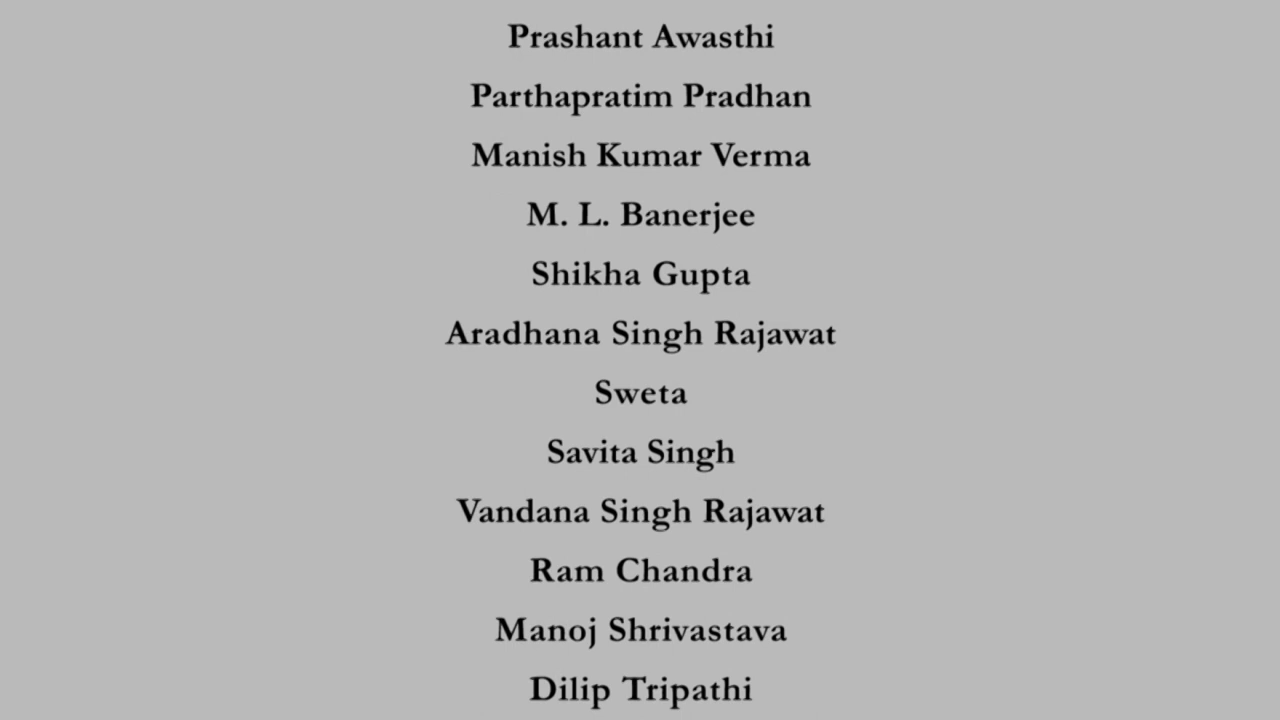 Prashant Awasthi
Parthapratim Pradhan
Manish Kumar Verma
M. L. Banerjee
Shikha Gupta
Aradhana Singh Rajawat
Sweta
Savita Singh
Vandana Singh Rajawat
Ram Chandra
Manoj Shrivastava
Dilip Tripathi